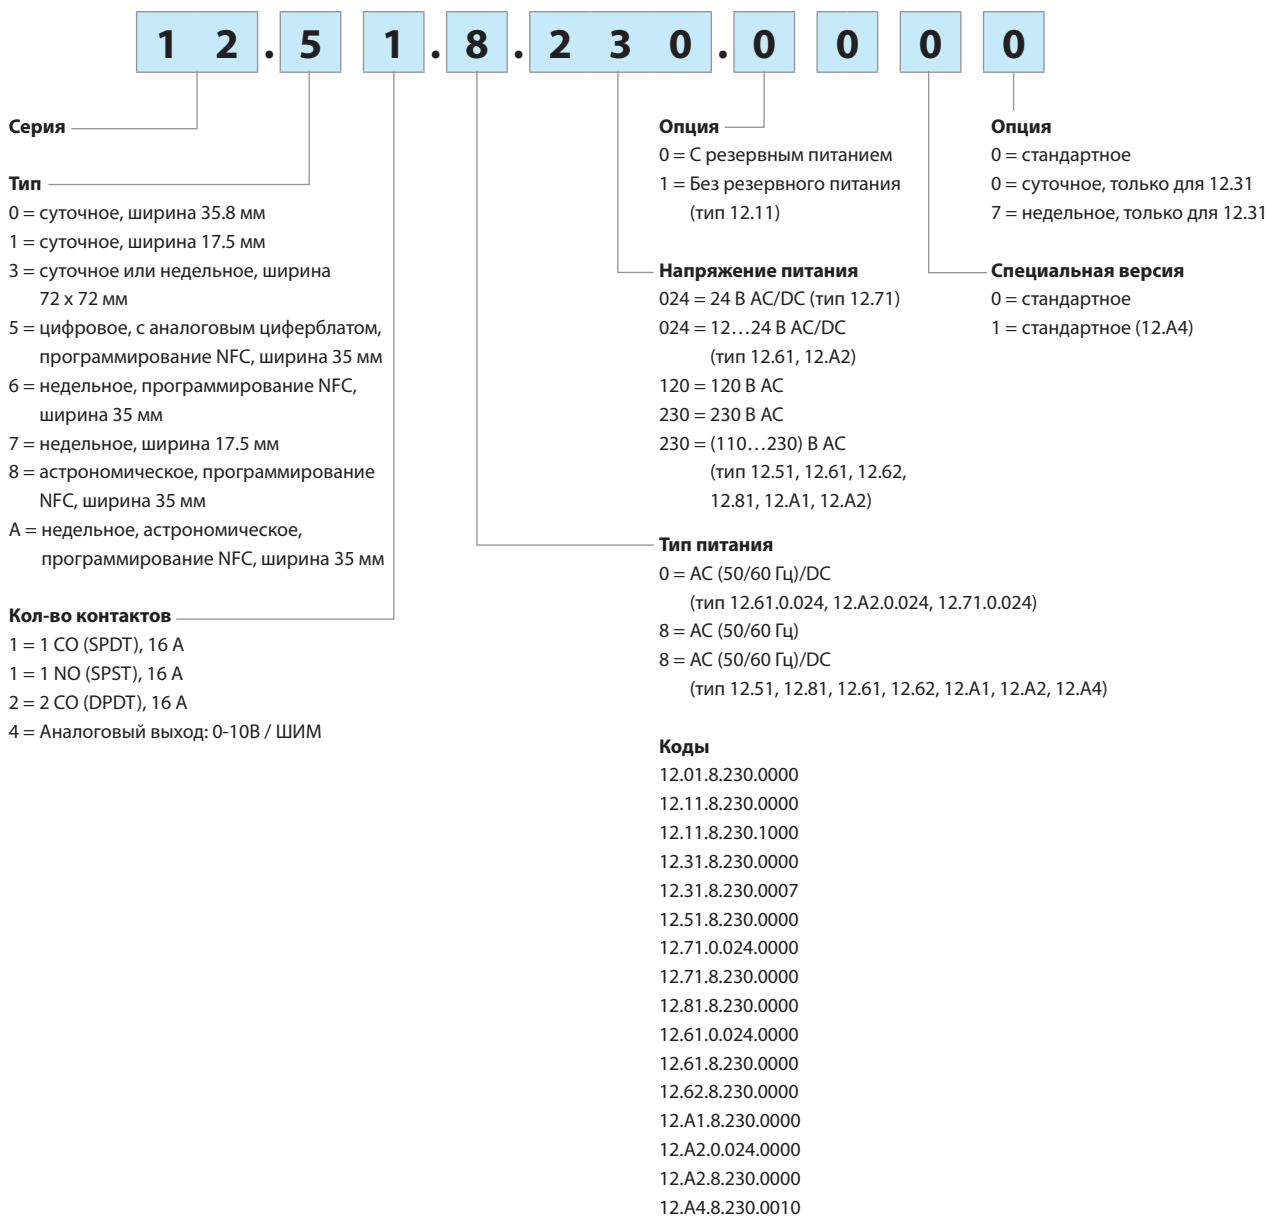 12.51.8.230.0000
Серия
Тип
0 = суточное, ширина 35.8 мм
1 = суточное, ширина 17.5 мм
3 = суточное или недельное, ширина
72 x 72 мм
5 = цифровое, с аналоговым циферблатом,
программирование NFC, ширина 35 мм
6 = недельное, программирование NFC,
ширина 35 мм
7 = недельное, ширина 17.5 мм
8 = астрономическое, программирование
NFC, ширина 35 мм
A = недельное, астрономическое,
программирование NFC, ширина 35 мм
Кол-во контактов
1 = 1 CO (SPDT), 16 A
1 = 1 NO (SPST), 16 A
2 = 2 CO (DPDT), 16 A
4 = Аналоговый выход: 0-10В / ШИМ
Опция
0 = С резервным питанием
1 = Без резервного питания
(тип 12.11)
Напряжение питания
024 = 24 В AC/DC (тип 12.71)
024 = 12…24 В AC/DC
(тип 12.61, 12.A2)
120 = 120 В AC
230 = 230 В AC
230 = (110…230) В AC
(тип 12.51, 12.61, 12.62,
12.81, 12.A1, 12.A2)
Тип питания
0 = AC (50/60 Гц)/DC
(тип 12.61.0.024, 12.A2.0.024, 12.71.0.024)
8 = AC (50/60 Гц)
8 = AC (50/60 Гц)/DC
(тип 12.51, 12.81, 12.61, 12.62, 12.A1, 12.A2, 12.A4)
Коды
12.01.8.230.0000
12.11.8.230.0000
12.11.8.230.1000
12.31.8.230.0000
12.31.8.230.0007
12.51.8.230.0000
12.71.0.024.0000
12.71.8.230.0000
12.81.8.230.0000
12.61.0.024.0000
12.61.8.230.0000
12.62.8.230.0000
12.A1.8.230.0000
12.A2.0.024.0000
12.A2.8.230.0000
12.A4.8.230.0010
Опция
0 = стандартное
0 = суточное, только для 12.31
7 = недельное, только для 12.31
Специальная версия
0 = стандартное
1 = стандартное (12.A4)